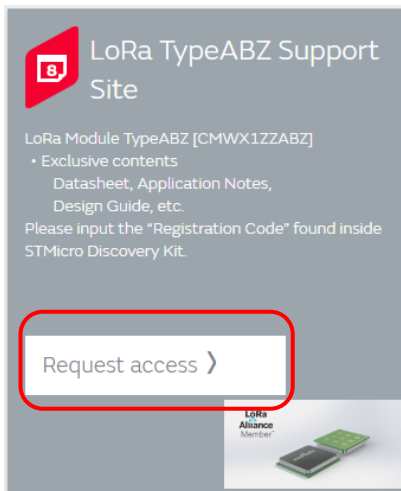 8
LoRa TypeABZ Support
Site
LoRa Module TypeABZ [CMWX1ZZABZ]
• Exclusive contents
Datasheet, Application Notes,
Design Guide, etc.
Please input the “Registration Code” found inside
STMicro Discovery Kit.
Request access ❭
LoRa
Alliance
Member
muRata